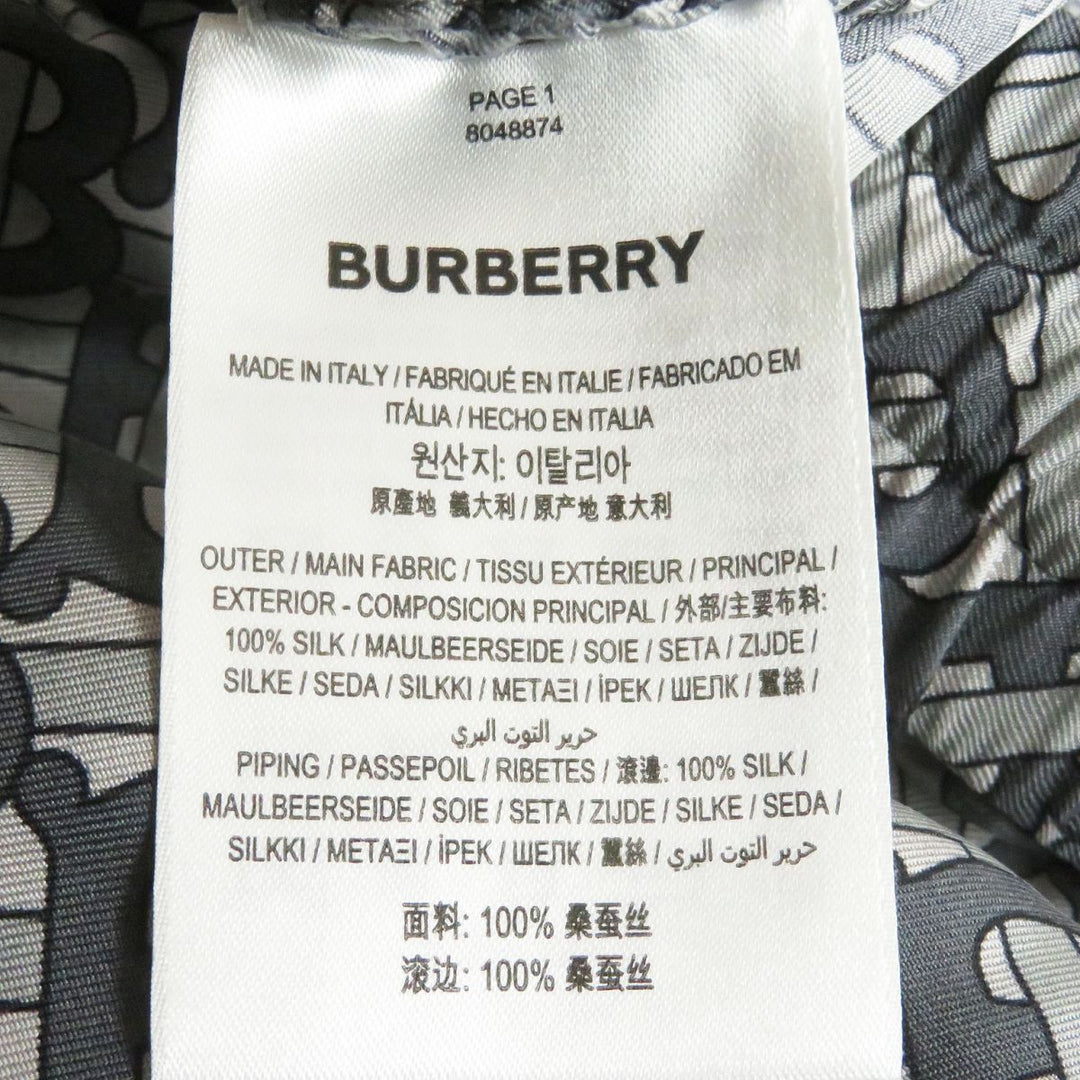 PAGE 1
8048874
BURBERRY
MADE IN ITALY / FABRIQUÉ EN ITALIE / FABRICADO EM
ITÁLIA / HECHO EN ITALIA
원산지: 이탈리아
原產地 義大利 / 原产地 意大利
OUTER / MAIN FABRIC / TISSU EXTÉRIEUR / PRINCIPAL /
EXTERIOR - COMPOSICION PRINCIPAL / 外部/主要布料:
100% SILK / MAULBEERSEIDE / SOIE / SETA / ZIJDE /
SILKE / SEDA / SILKKI / ΜΕΤΑΞΙ / İPEK / ШЕЛК / 蠶絲 /
حرير التوت البري
PIPING / PASSEPOIL / RIBETES / 滾邊: 100% SILK /
MAULBEERSEIDE / SOIE / SETA / ZIJDE / SILKE / SEDA /
SILKKI / ΜΕΤΑΞΙ / İPEK / ШЕЛК / 蠶絲 / حرير التوت البري
面料: 100% 桑蚕丝
滚边: 100% 桑蚕丝